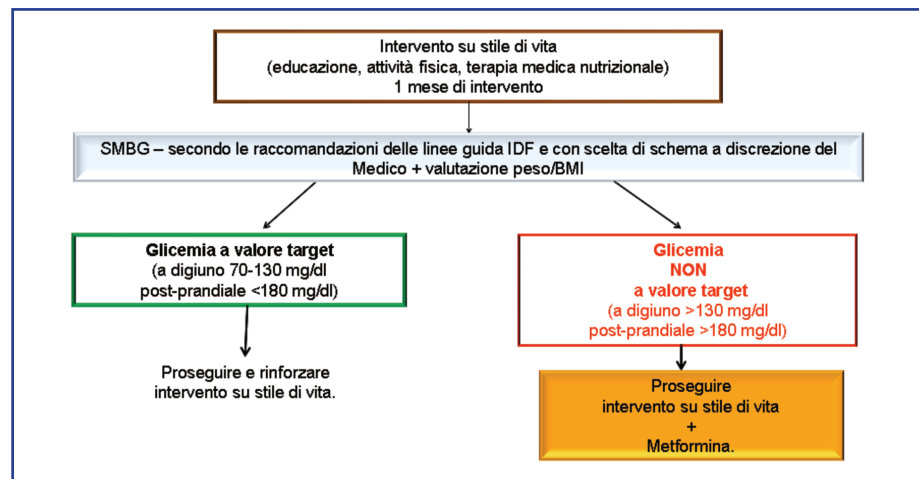 Intervento su stile di vita
(educazione, attività fisica, terapia medica nutrizionale)
1 mese di intervento
SMBG – secondo le raccomandazioni delle linee guida IDF e con scelta di schema a discrezione del
Medico + valutazione peso/BMI
Glicemia a valore target
(a digiuno 70-130 mg/dl
post-prandiale <180 mg/dl)
Proseguire e rinforzare
intervento su stile di vita.
Glicemia
NON
a valore target
(a digiuno >130 mg/dl
post-prandiale >180 mg/dl)
Proseguire
intervento su stile di vita
+
Metformina.